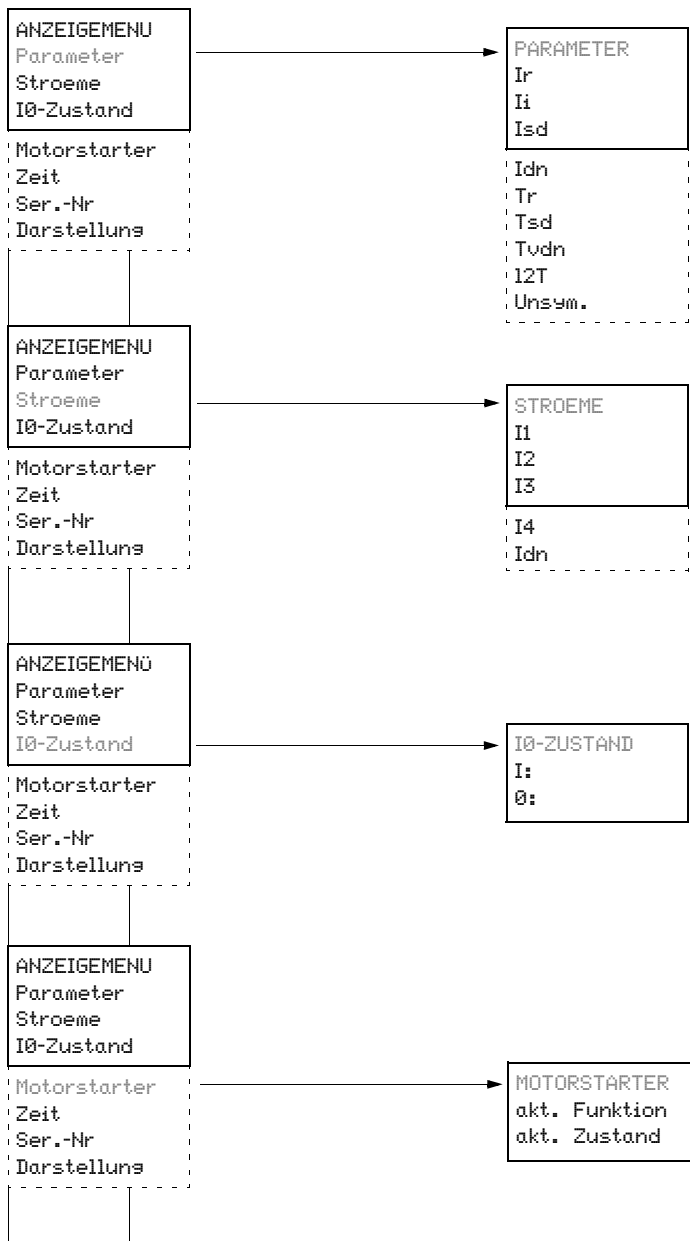 ANZEIGEMENU
Parameter
Stroeme
I0-Zustand
Motorstarter
Zeit
Ser.-Nr
Darstellung
PARAMETER
Ir
Ii
Isd
Idn
Tr
Tsd
Tvdn
l2T
Unsym.
ANZEIGEMENU
Parameter
Stroeme
I0-Zustand
Motorstarter
Zeit
Ser.-Nr
Darstellung
STROEME
I1
I2
I3
I4
Idn
ANZEIGEMENü
Parameter
Stroeme
I0-Zustand
Motorstarter
Zeit
Ser.-Nr
Darstellung
I0-ZUSTAND
I:
0:
ANZEIGEMENU
Parameter
Stroeme
I0-Zustand
Motorstarter
Zeit
Ser.-Nr
Darstellung
MOTORSTARTER
akt. Funktion
akt. Zustand